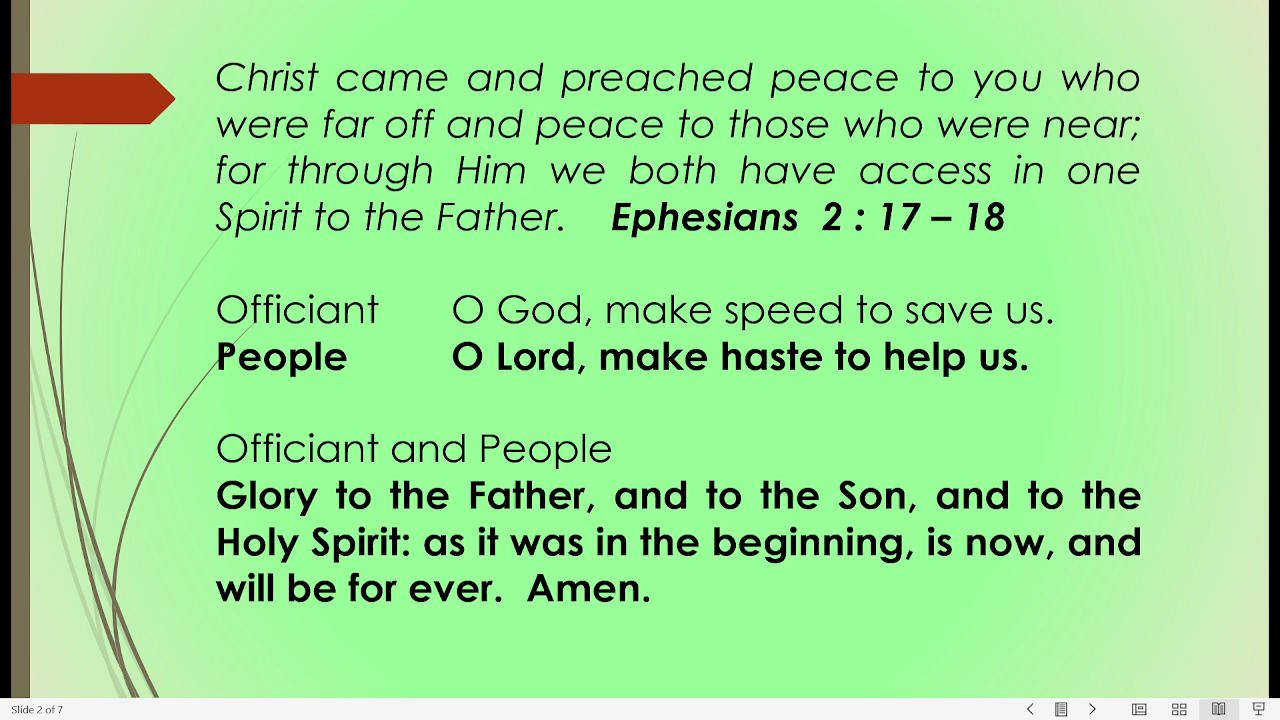 Christ came and preached peace to you who
were far off and peace to those who were near;
for through Him we both have access in one
Spirit to the Father. Ephesians 2 : 17 – 18
Officiant O God, make speed to save us.
People O Lord, make haste to help us.
Officiant and People
Glory to the Father, and to the Son, and to the
Holy Spirit: as it was in the beginning, is now, and
will be for ever. Amen.
Slide 2 of 7